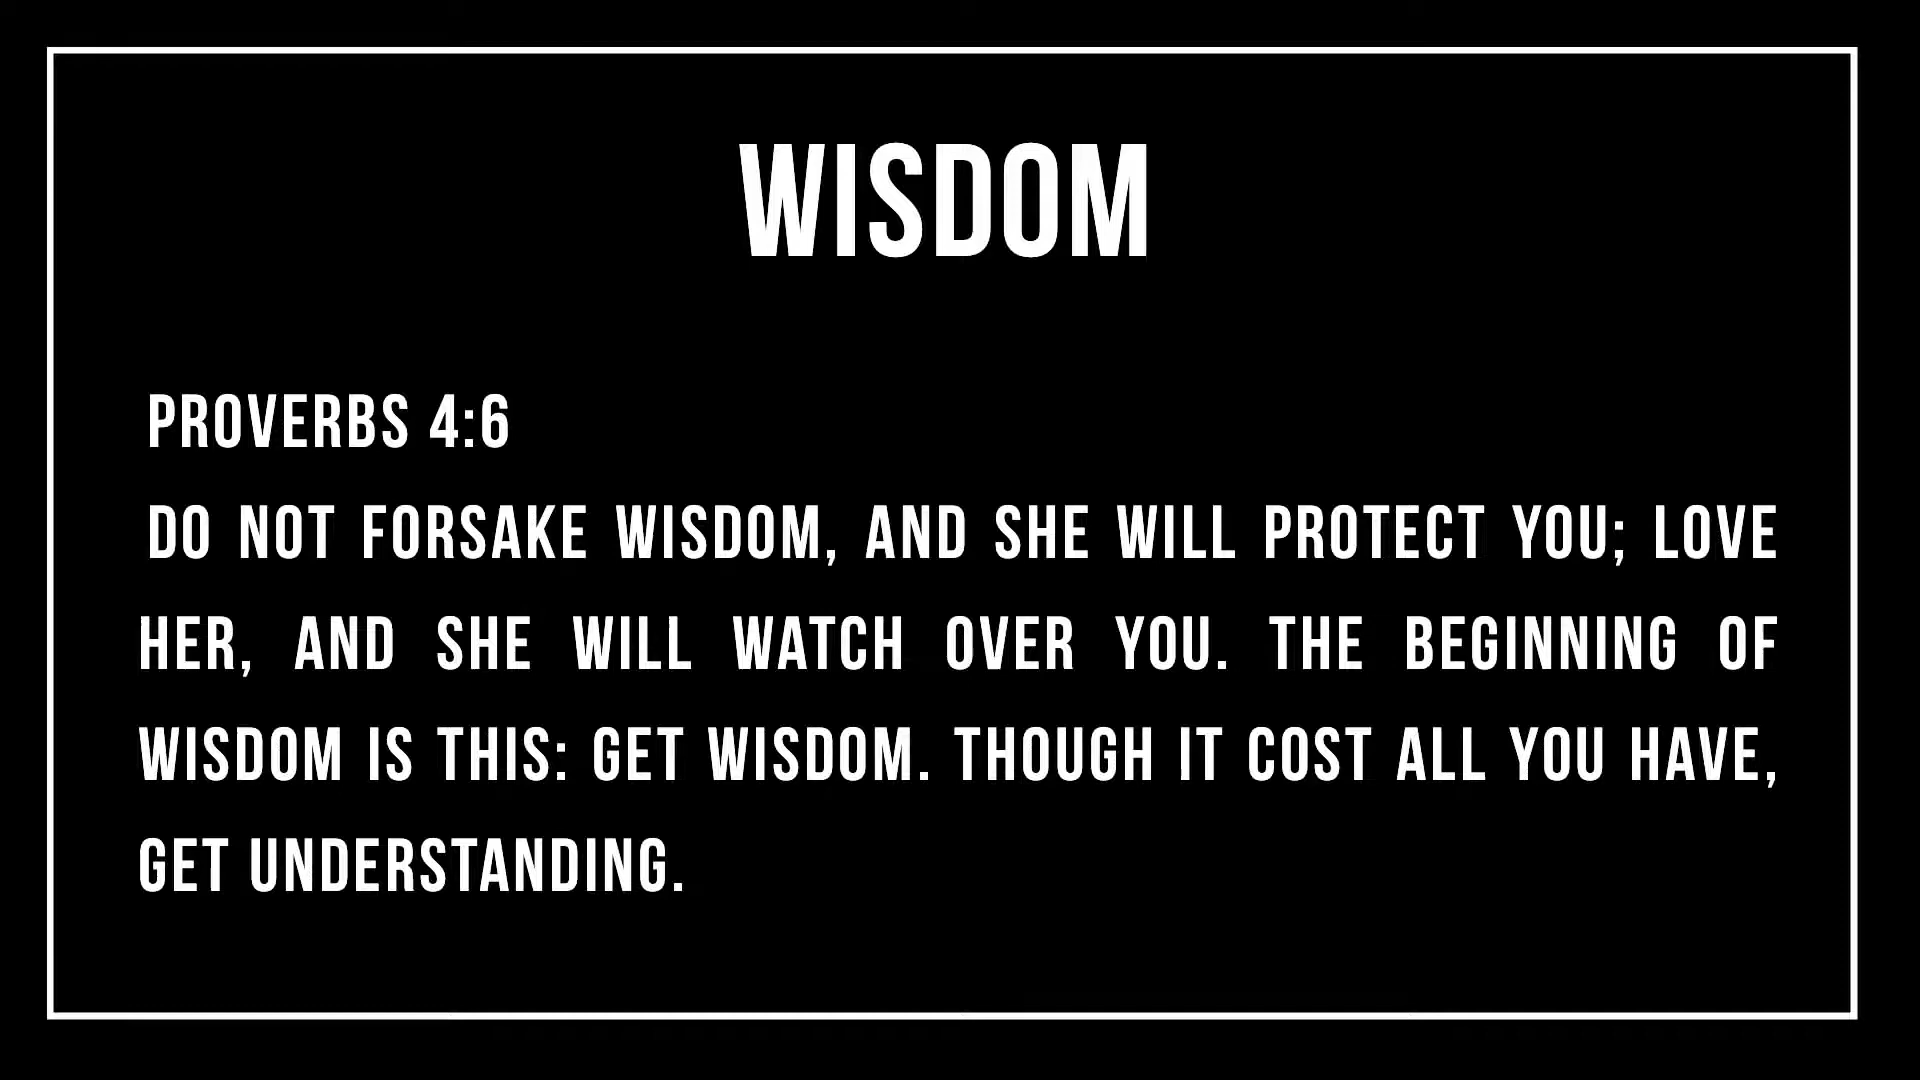 WISDOM
PROVERBS 4:6
DO NOT FORSAKE WISDOM, AND SHE WILL PROTECT YOU; LOVE
HER, AND SHE WILL WATCH OVER YOU. THE BEGINNING OF
WISDOM IS THIS: GET WISDOM. THOUGH IT COST ALL YOU HAVE,
GET UNDERSTANDING.